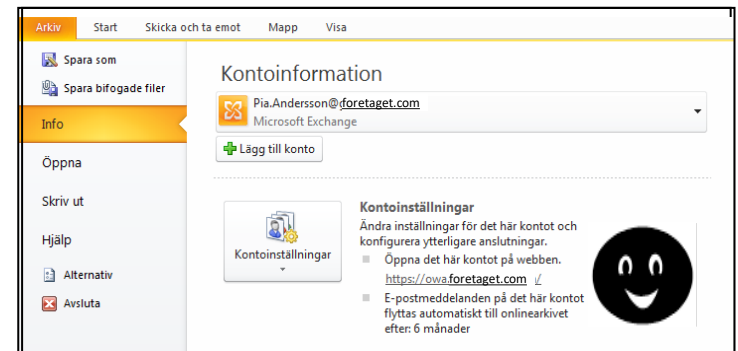 Arkiv Start Skicka och ta emot Mapp Visa
Spara som
Spara bifogade filer
Info
Öppna
Skriv ut
Hjälp
Alternativ
Avsluta
Kontoinformation
Pia.Andersson@foretaget.com
Microsoft Exchange
Lägg till konto
Kontoinställningar
Kontoinställningar
Ändra inställningar för det här kontot och
konfigurera ytterligare anslutningar.
Öppna det här kontot på webben.
https://owa.foretaget.com /
E-postmeddelanden på det här kontot
flyttas automatiskt till onlinearkivet
efter: 6 månader